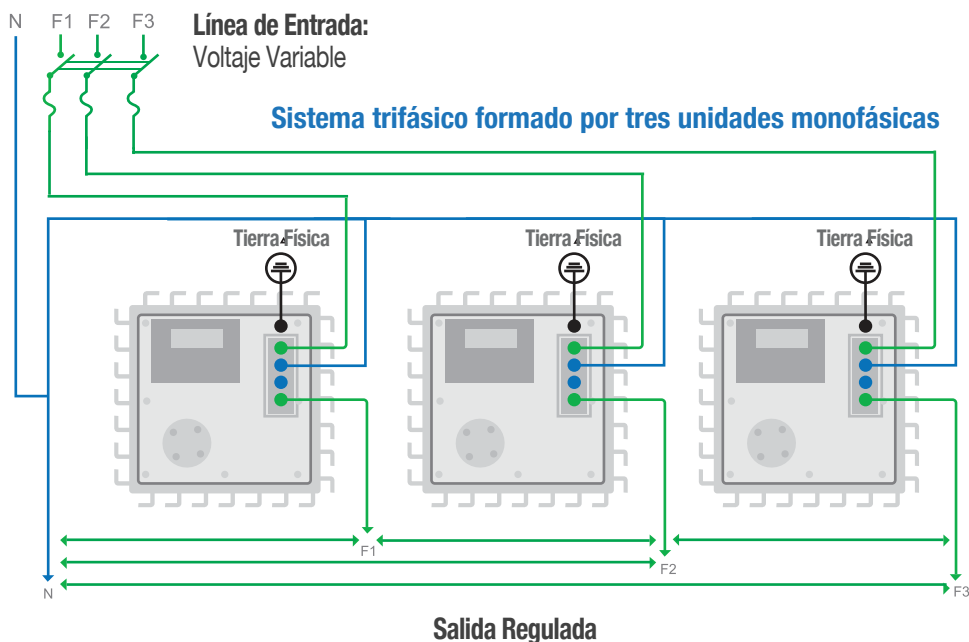 N F1 F2 F3
Línea de Entrada:
Voltaje Variable
Sistema trifásico formado por tres unidades monofásicas
Tierra Física Tierra Física Tierra Física
F1
F2
N F3
Salida Regulada